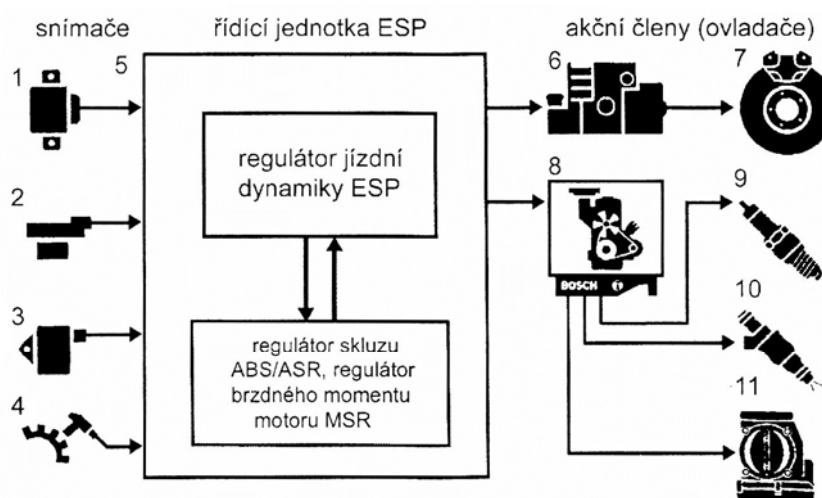 snímače
řídící jednotka ESP
akční členy (ovladače)
1
5
6
7
regulátor jízdní
dynamiky ESP
2
8
9
BOSCH
3
10
regulátor skluzu
ABS/ASR, regulátor
brzdného momentu
motoru MSR
4
11